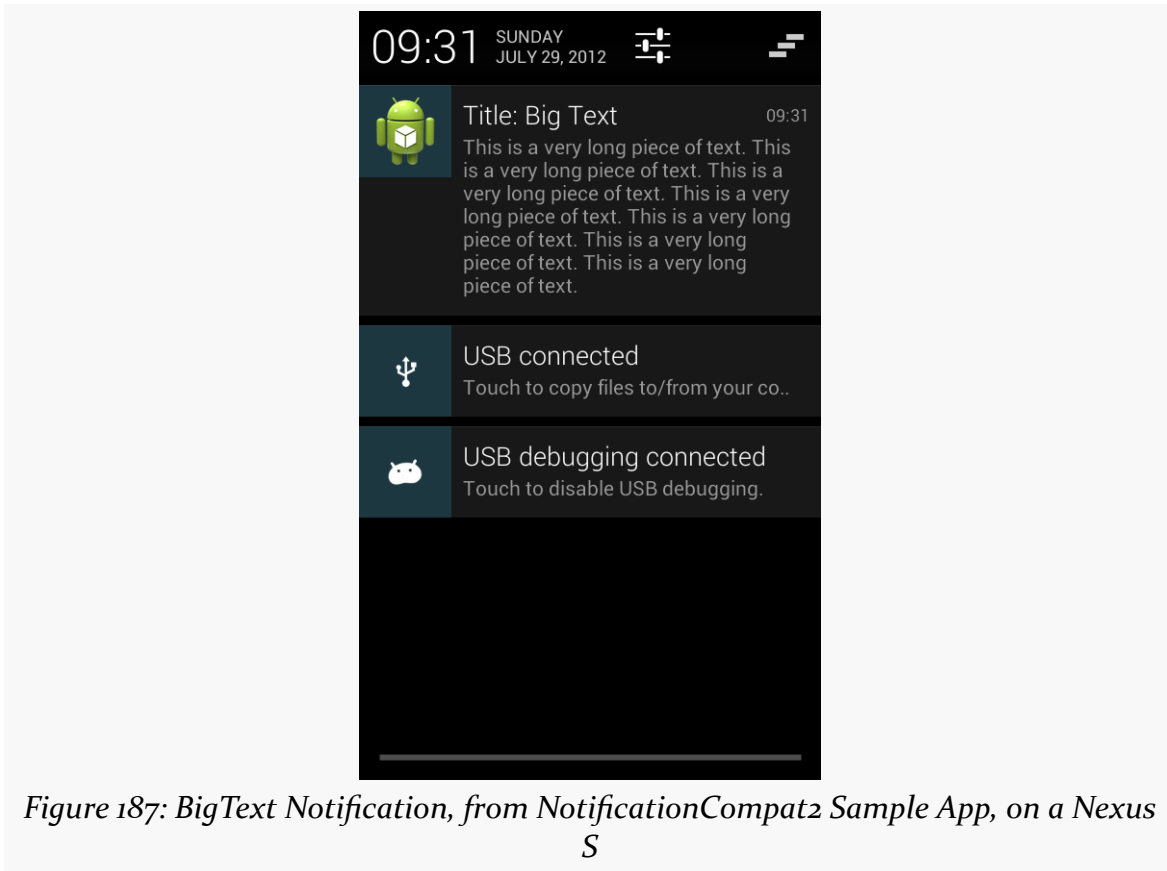 09:31 SUNDAY
JULY 29, 2012
Title: Big Text 09:31
This is a very long piece of text. This
is a very long piece of text. This is a
very long piece of text. This is a very
long piece of text. This is a very long
piece of text. This is a very long
piece of text. This is a very long
piece of text.
USB connected
Touch to copy files to/from your co..
USB debugging connected
Touch to disable USB debugging.
Figure 187: BigText Notification, from NotificationCompat2 Sample App, on a Nexus
S